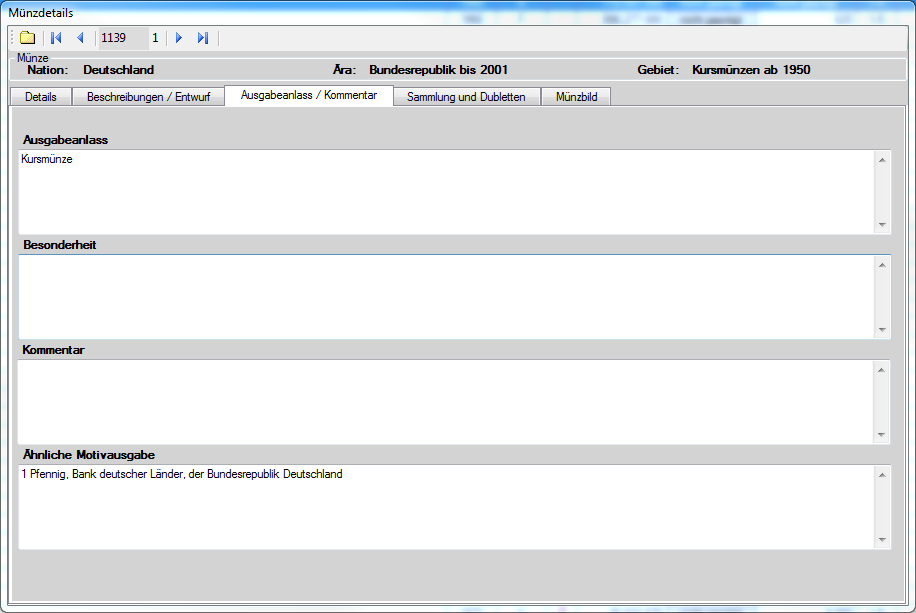 Münzdetails
1139 1
Münze
Nation: Deutschland Ära: Bundesrepublik bis 2001 Gebiet: Kursmünzen ab 1950
Details Beschreibungen / Entwurf Ausgabeanlass / Kommentar Sammlung und Dubletten Münzbild
Ausgabeanlass
Kursmünze
Besonderheit
Kommentar
Ähnliche Motivausgabe
1 Pfennig, Bank deutscher Länder, der Bundesrepublik Deutschland